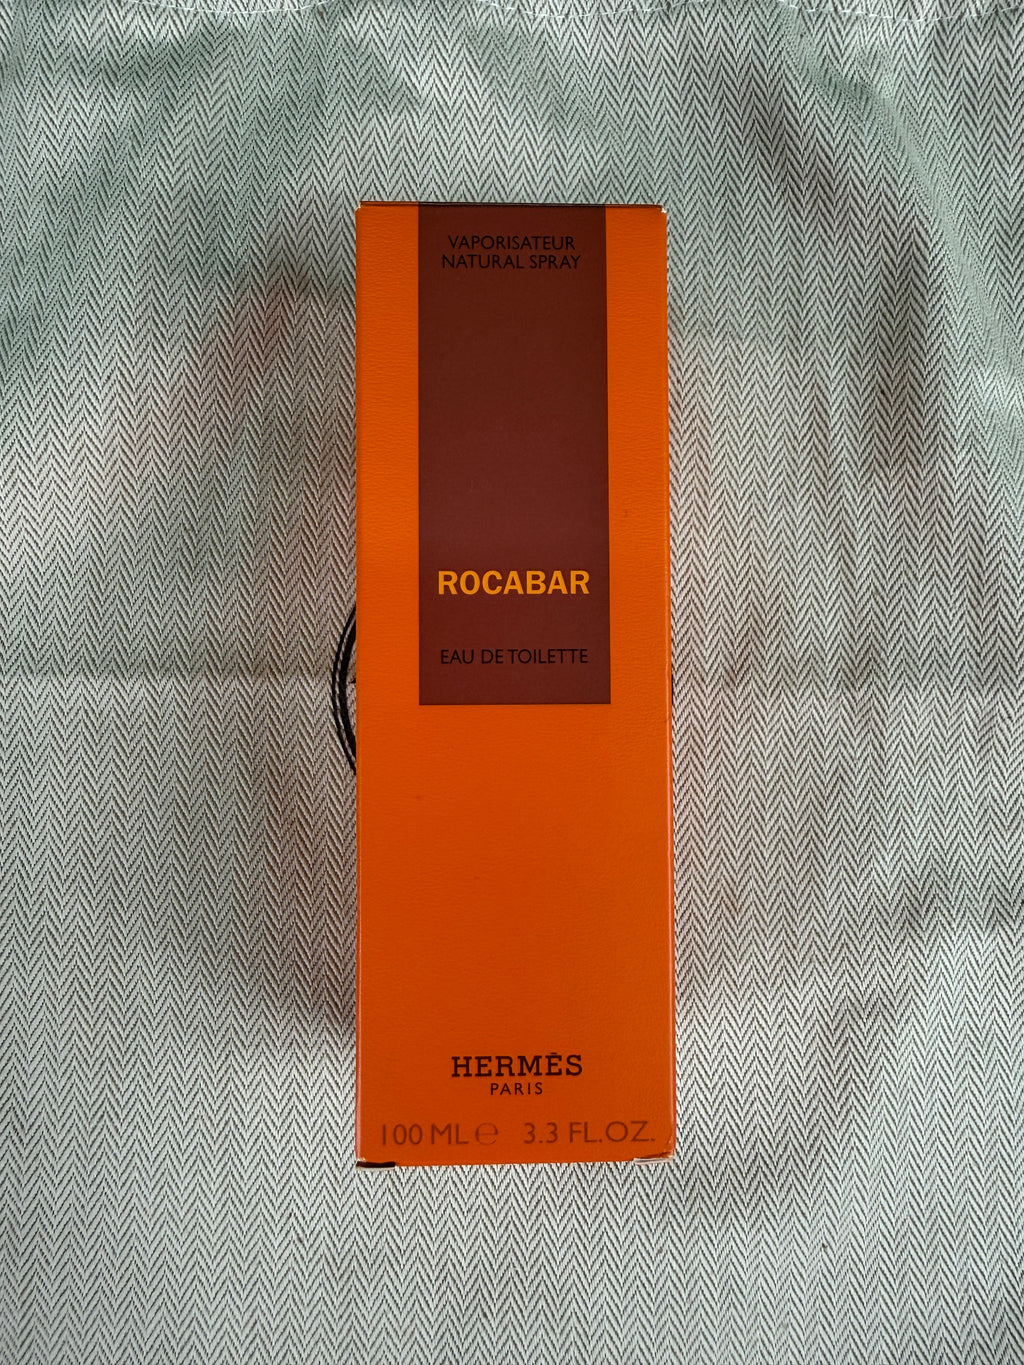 VAPORISATEUR
NATURAL SPRAY
ROCABAR
EAU DE TOILETTE
HERMÈS
PARIS
100 ML ℮ 3.3 FL.OZ.